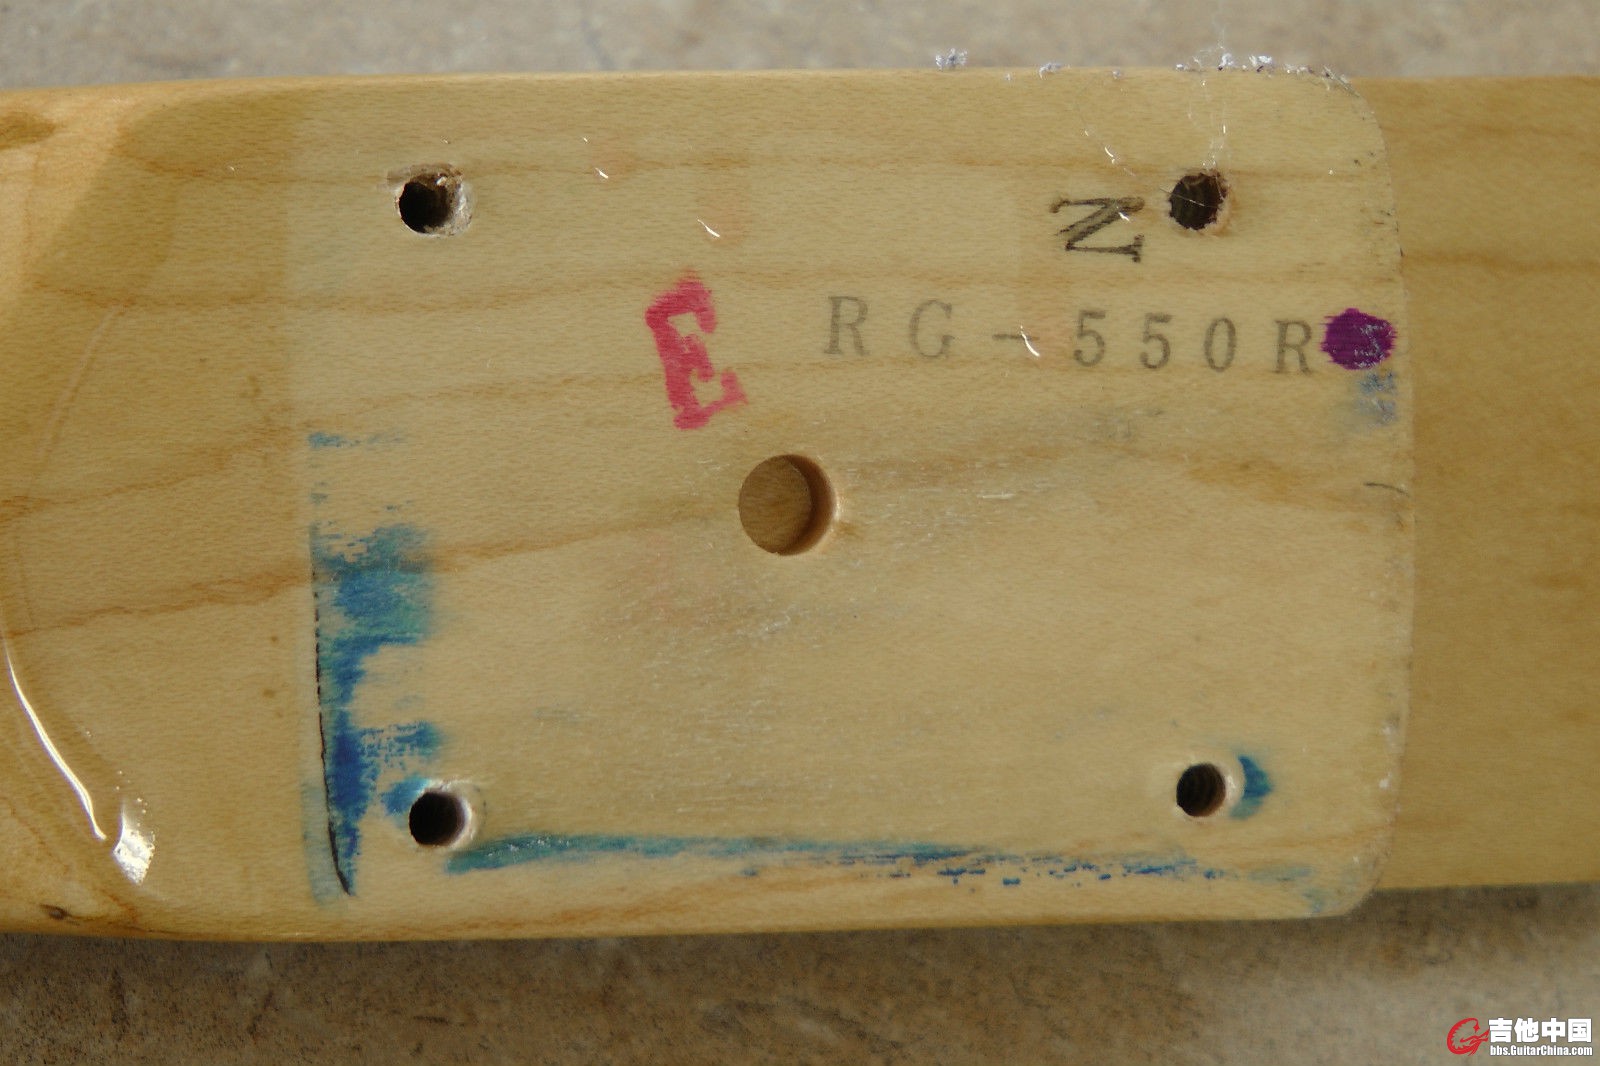 N
E
RG-550R
吉他中国
bbs.GuitarChina.com